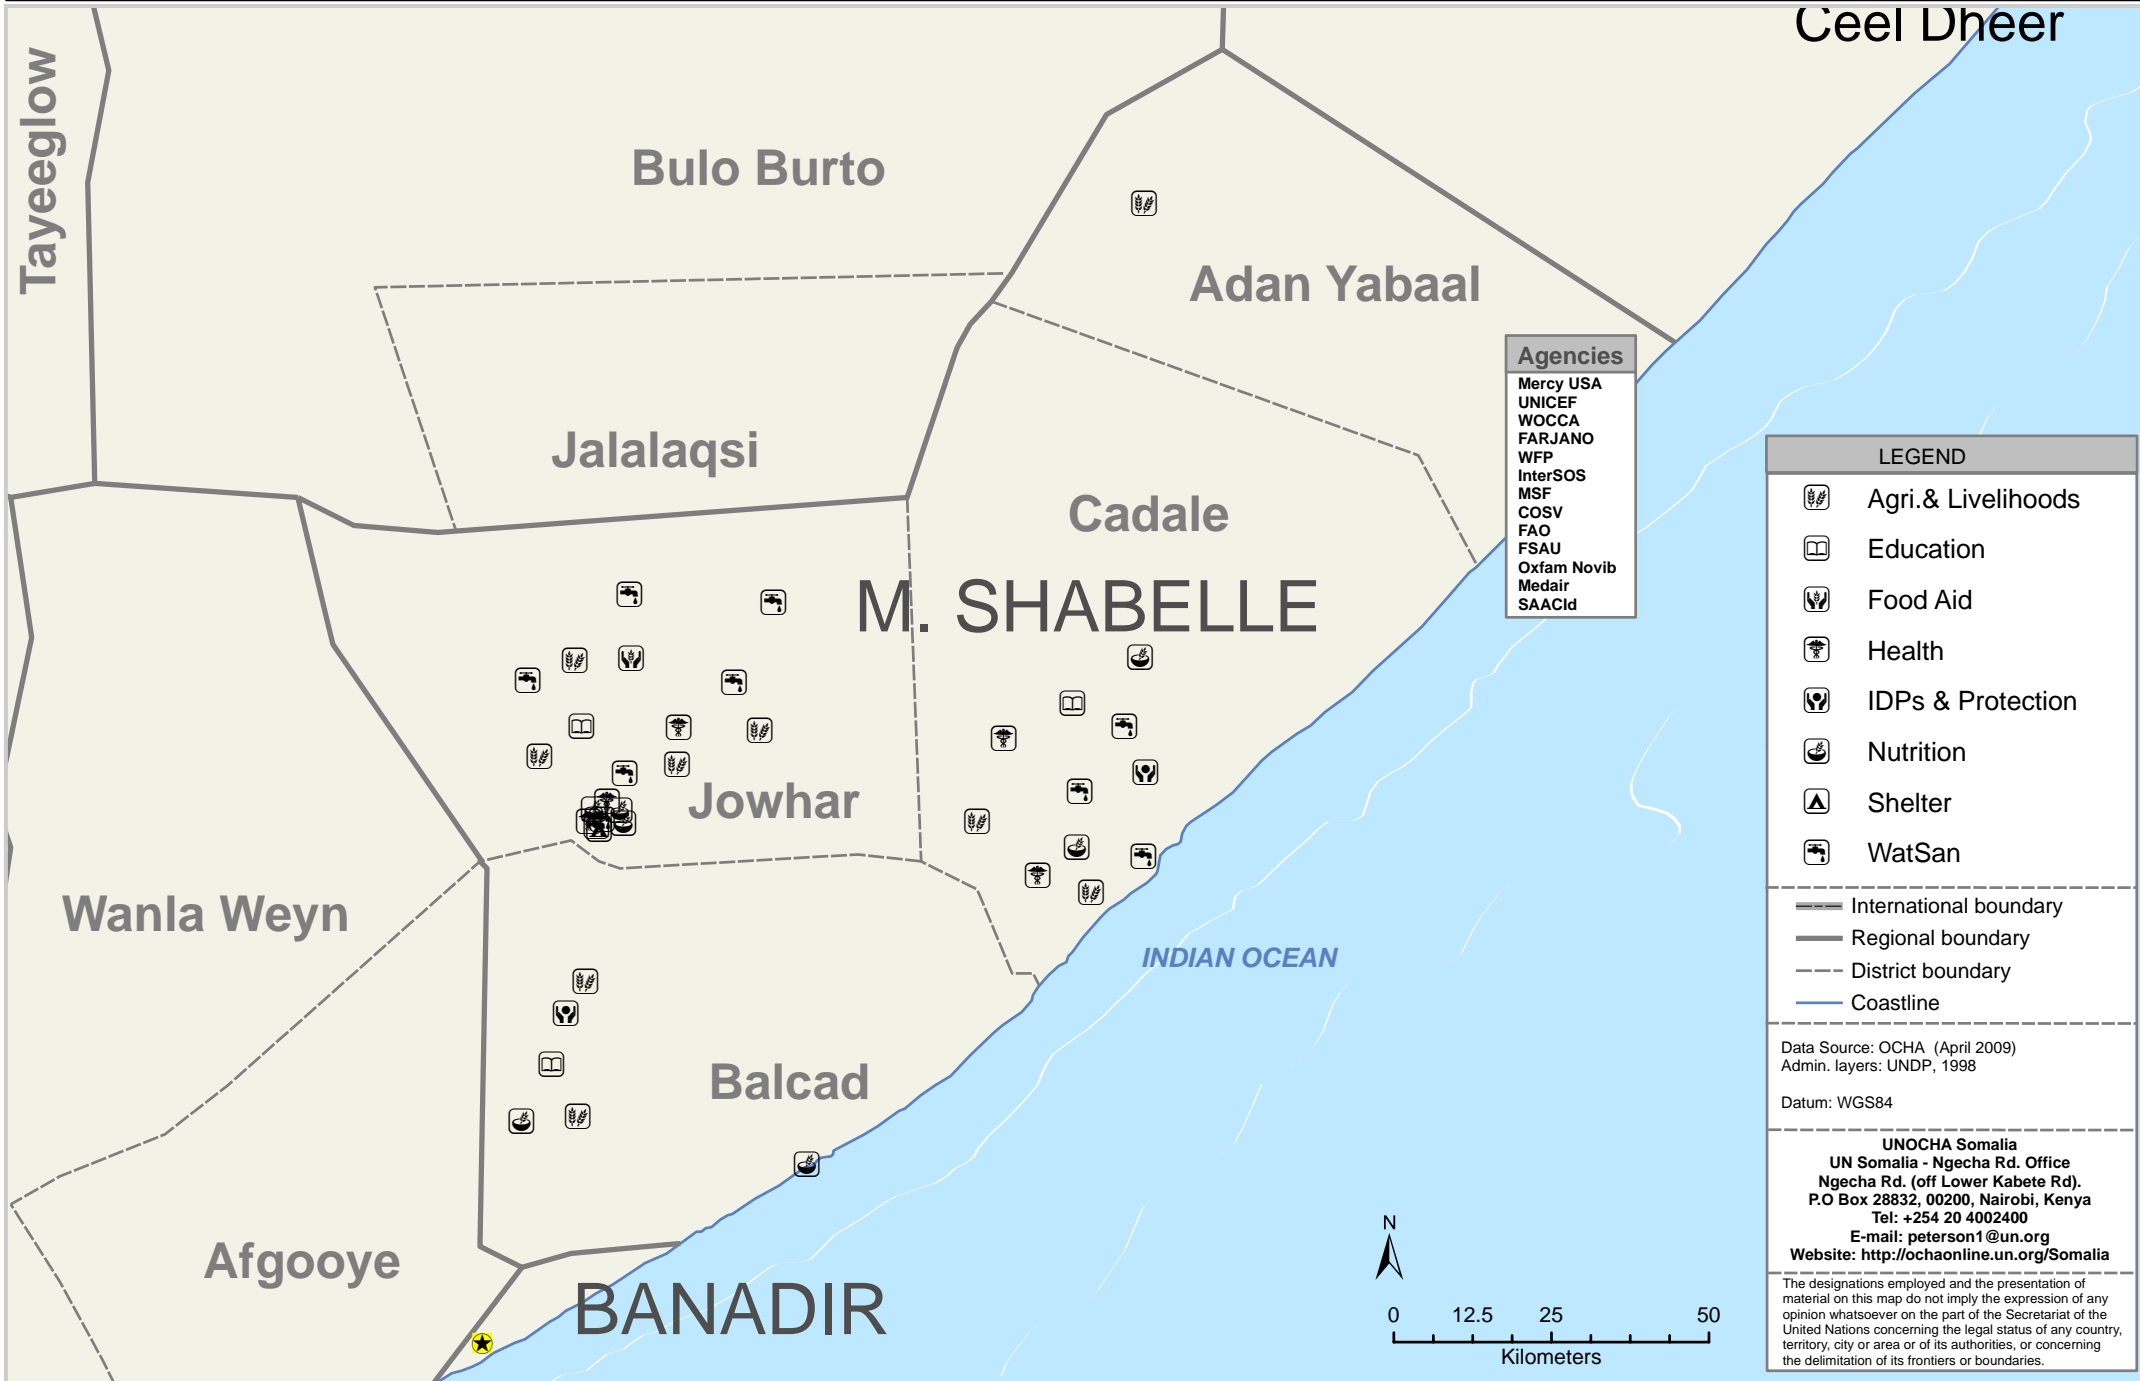 Ceel Dheer
Tayeeglow
Bulo Burto
Adan Yabaal
Jalalaqsi
Cadale
M. SHABELLE
Jowhar
Wanla Weyn
INDIAN OCEAN
Balcad
Afgooye
BANADIR
Agencies
Mercy USA
UNICEF
WOCCA
FARJANO
WFP
InterSOS
MSF
COSV
FAO
FSAU
Oxfam Novib
Medair
SAACId
LEGEND
Agri.& Livelihoods
Education
Food Aid
Health
IDPs & Protection
Nutrition
Shelter
WatSan
International boundary
Regional boundary
District boundary
Coastline
Data Source: OCHA (April 2009)
Admin. layers: UNDP, 1998
Datum: WGS84
UNOCHA Somalia
UN Somalia - Ngecha Rd. Office
Ngecha Rd. (off Lower Kabete Rd).
P.O Box 28832, 00200, Nairobi, Kenya
Tel: +254 20 4002400
E-mail: peterson1@un.org
Website: http://ochaonline.un.org/Somalia
The designations employed and the presentation of
material on this map do not imply the expression of any
opinion whatsoever on the part of the Secretariat of the
United Nations concerning the legal status of any country,
territory, city or area or of its authorities, or concerning
the delimitation of its frontiers or boundaries.
N
0 12.5 25 50
Kilometers